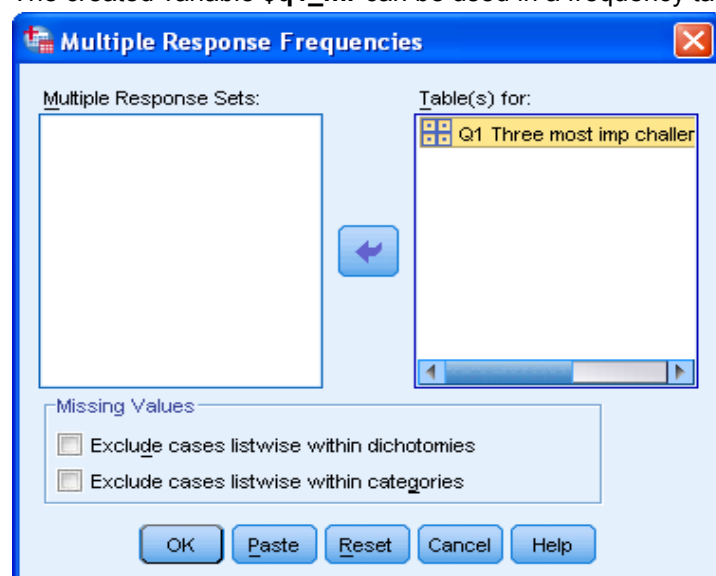 Multiple Response Frequencies
Multiple Response Sets:
Table(s) for:
Q1 Three most imp challer
Missing Values
Exclude cases listwise within dichotomies
Exclude cases listwise within categories
OK Paste Reset Cancel Help